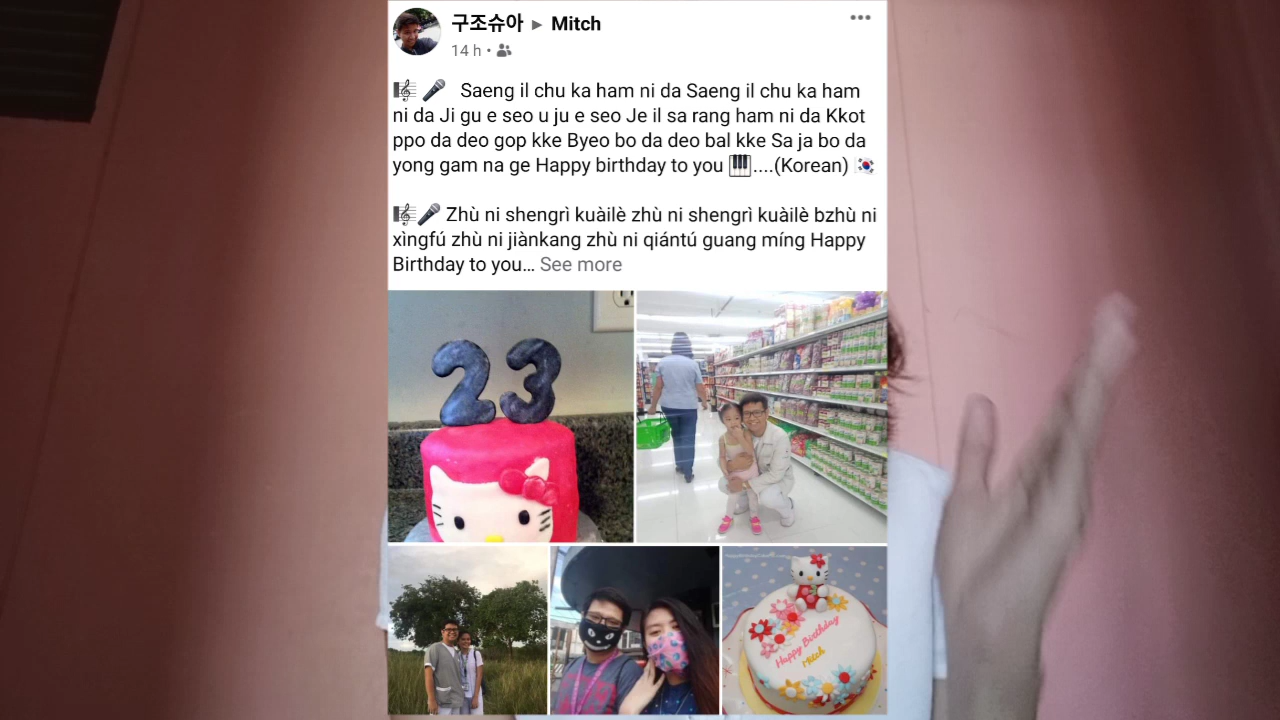 구조슈아 ▸ Mitch
14 h •
🎼🎤 Saeng il chu ka ham ni da Saeng il chu ka ham
ni da Ji gu e seo u ju e seo Je il sa rang ham ni da Kkot
ppo da deo gop kke Byeo bo da deo bal kke Sa ja bo da
yong gam na ge Happy birthday to you 🎹....(Korean) 🇰🇷
🎼🎤 Zhù ni shengrì kuàilè zhù ni shengrì kuàilè bzhù ni
xìngfú zhù ni jiànkang zhù ni qiántú guang míng Happy
Birthday to you... See more
23
Happy Birthday
Mitch